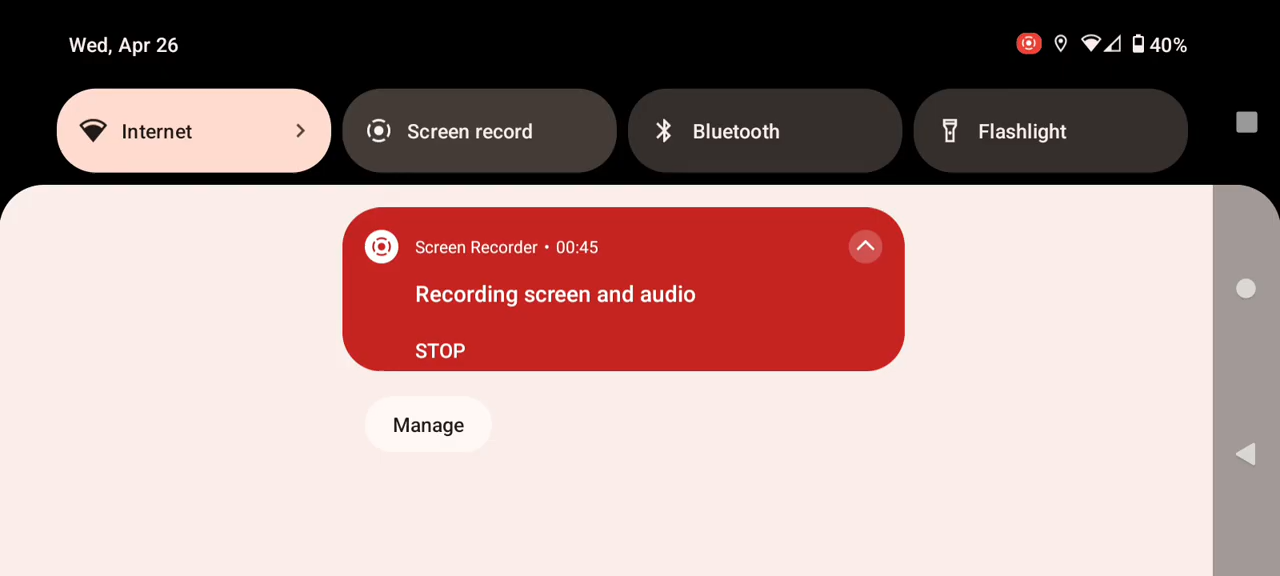 Wed, Apr 26
40%
Internet
Screen record
Bluetooth
Flashlight
Screen Recorder • 00:45
Recording screen and audio
STOP
Manage